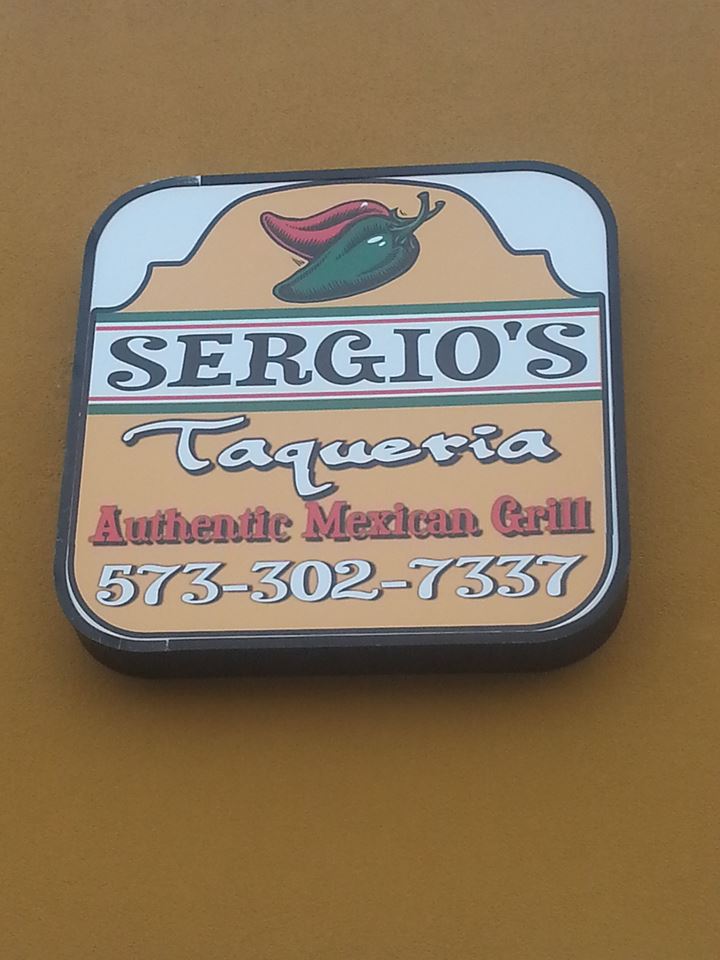 SERGIO'S
Taqueria
Authentic Mexican Grill
573-302-7337